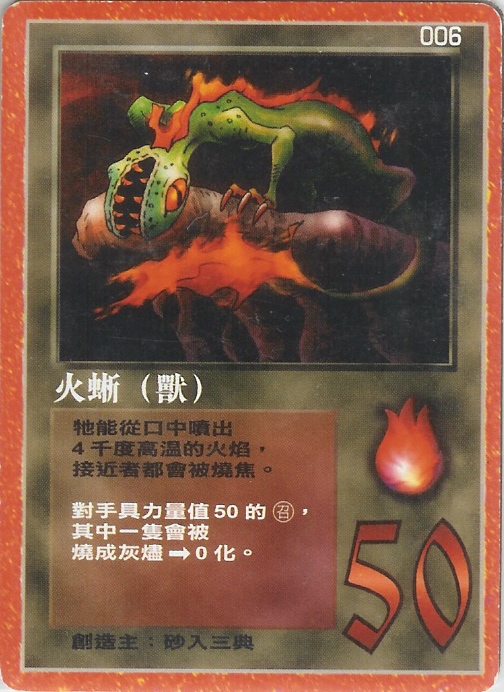 006
火蜥（獸）
牠能從口中噴出
4千度高溫的火焰，
接近者都會被燒焦。
對手具力量值50的㊁，
其中一隻會被
燒成灰燼➡0化。
50
創造主：砂入三典